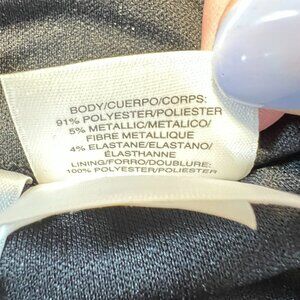 BODY/CUERPO/CORPS:
91% POLYESTER/POLIESTER
5% METALLIC/METALICO/
FIBRE METALLIQUE
4% ELASTANE/ELASTANO/
ÉLASTHANNE
LINING/FORRO/DOUBLURE:
100% POLYESTER/POLIESTER